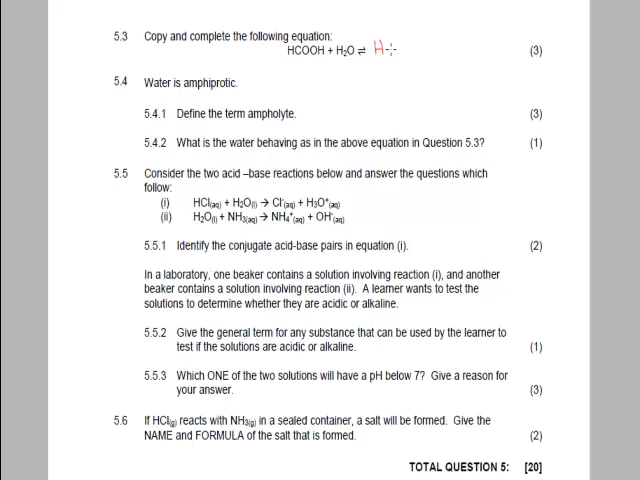 5.3 Copy and complete the following equation:
HCOOH + H₂O ⇌ H
(3)
5.4 Water is amphiprotic.
5.4.1 Define the term ampholyte. (3)
5.4.2 What is the water behaving as in the above equation in Question 5.3? (1)
5.5 Consider the two acid –base reactions below and answer the questions which
follow:
(i) HCl(aq) + H₂O(l) → Cl⁻(aq) + H₃O⁺(aq)
(ii) H₂O(l) + NH₃(aq) → NH₄⁺(aq) + OH⁻(aq)
5.5.1 Identify the conjugate acid-base pairs in equation (i). (2)
In a laboratory, one beaker contains a solution involving reaction (i), and another
beaker contains a solution involving reaction (ii). A learner wants to test the
solutions to determine whether they are acidic or alkaline.
5.5.2 Give the general term for any substance that can be used by the learner to
test if the solutions are acidic or alkaline. (1)
5.5.3 Which ONE of the two solutions will have a pH below 7? Give a reason for
your answer. (3)
5.6 If HCl(g) reacts with NH₃(g) in a sealed container, a salt will be formed. Give the
NAME and FORMULA of the salt that is formed. (2)
TOTAL QUESTION 5: [20]